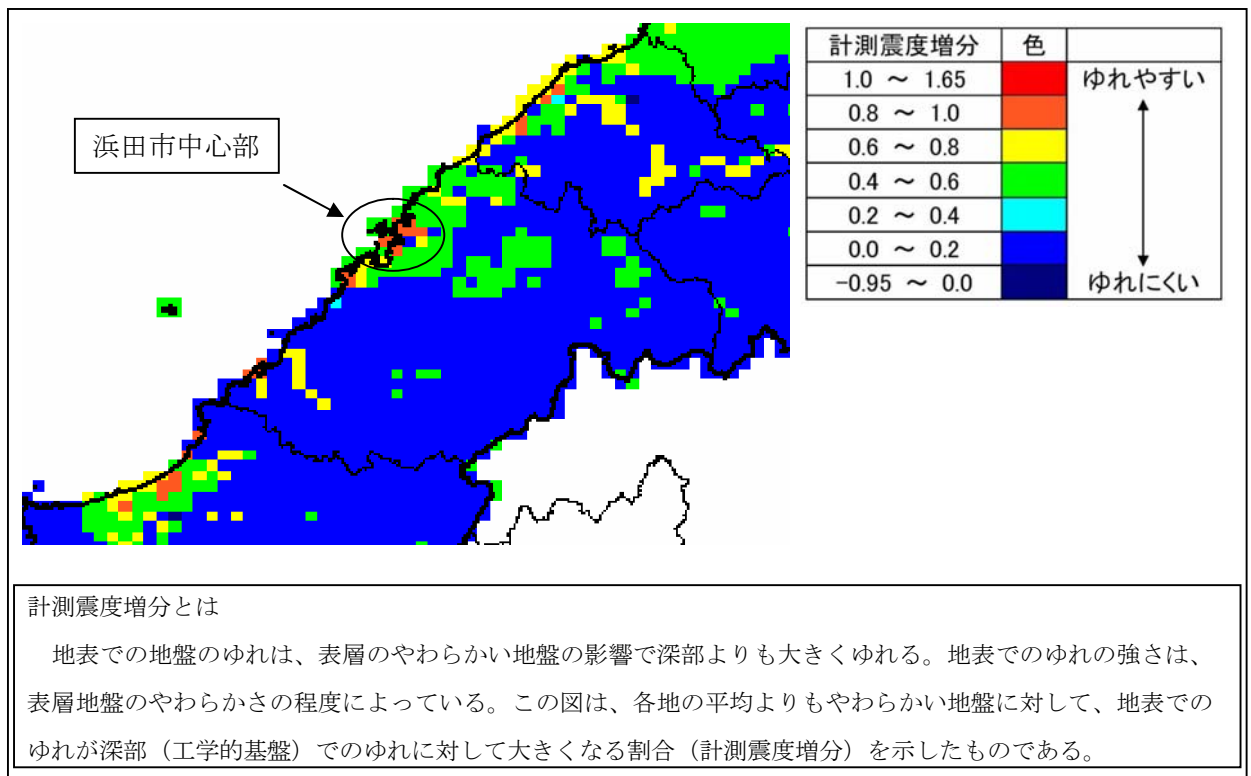 浜田市中心部
計測震度増分 色
1.0 ～ 1.65 ゆれやすい
0.8 ～ 1.0
0.6 ～ 0.8
0.4 ～ 0.6
0.2 ～ 0.4
0.0 ～ 0.2
-0.95 ～ 0.0 ゆれにくい
計測震度増分とは
地表での地盤のゆれは、表層のやわらかい地盤の影響で深部よりも大きくゆれる。地表でのゆれの強さは、
表層地盤のやわらかさの程度によっている。この図は、各地の平均よりもやわらかい地盤に対して、地表での
ゆれが深部（工学的基盤）でのゆれに対して大きくなる割合（計測震度増分）を示したものである。